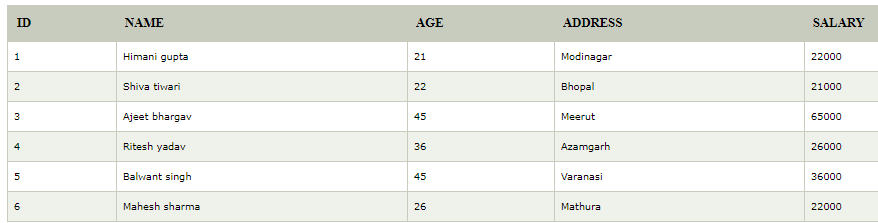 ID NAME AGE ADDRESS SALARY
1 Himani gupta 21 Modinagar 22000
2 Shiva tiwari 22 Bhopal 21000
3 Ajeet bhargav 45 Meerut 65000
4 Ritesh yadav 36 Azamgarh 26000
5 Balwant singh 45 Varanasi 36000
6 Mahesh sharma 26 Mathura 22000